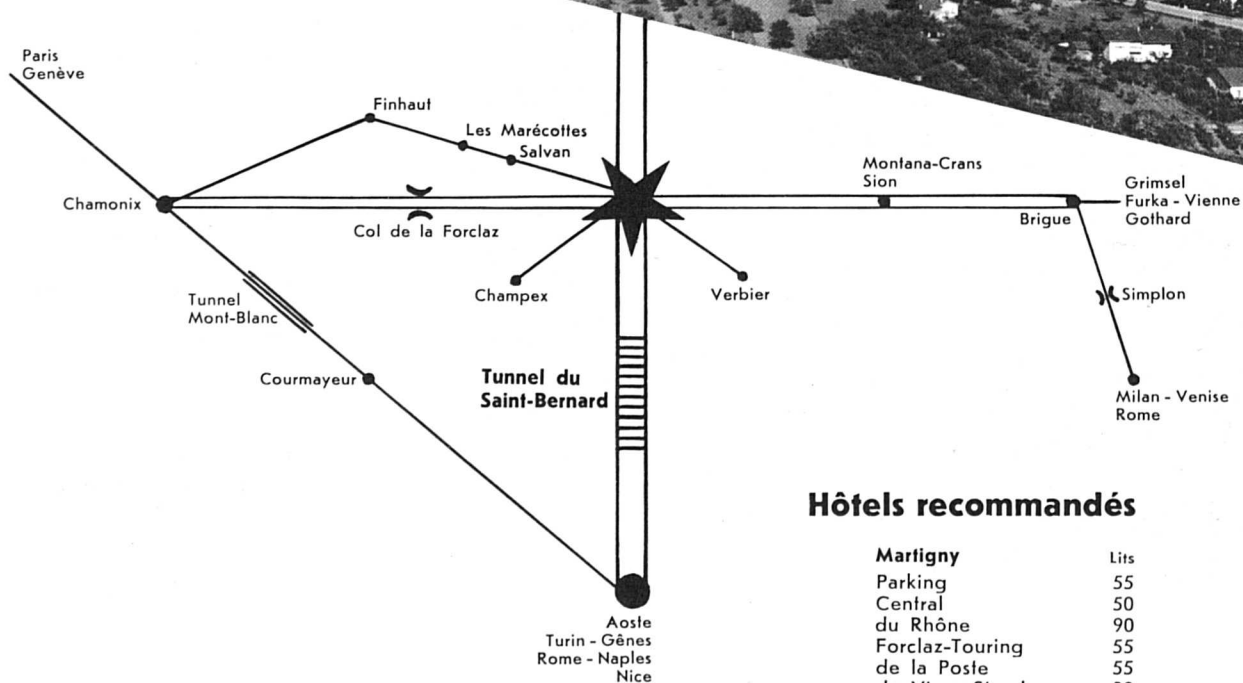 Paris
Genève
Finhaut
Les Marécottes
Salvan
Montana-Crans
Sion
Grimsel
Furka - Vienne
Gothard
Chamonix
Col de la Forclaz
Brigue
Champex
Verbier
Simplon
Tunnel
Mont-Blanc
Courmayeur
Tunnel du
Saint-Bernard
Milan - Venise
Rome
Hôtels recommandés
Martigny Lits
Parking 55
Central 50
du Rhône 90
Forclaz-Touring 55
de la Poste 55
Aoste
Turin - Gênes
Rome - Naples
Nice